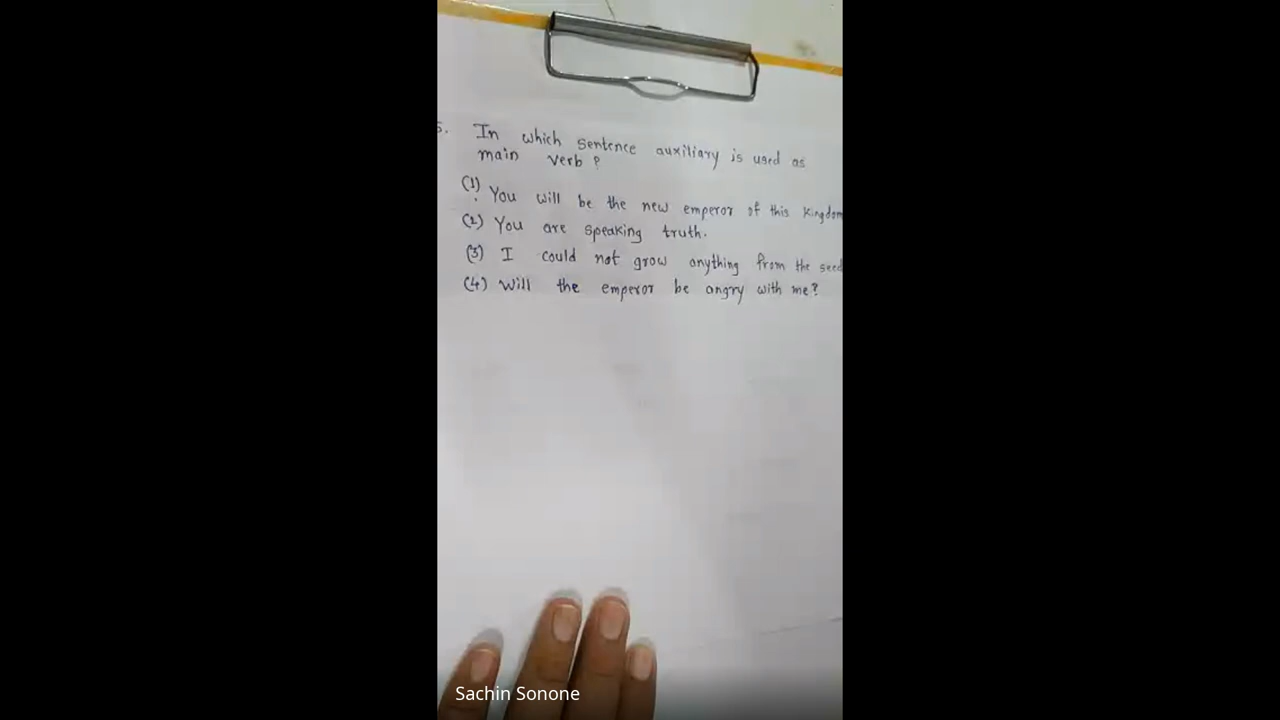 5. In which sentence auxiliary is used as
main verb?
(1) You will be the new emperor of this kingdom
(2) You are speaking truth.
(3) I could not grow anything from the seed
(4) Will the emperor be angry with me?
Sachin Sonone